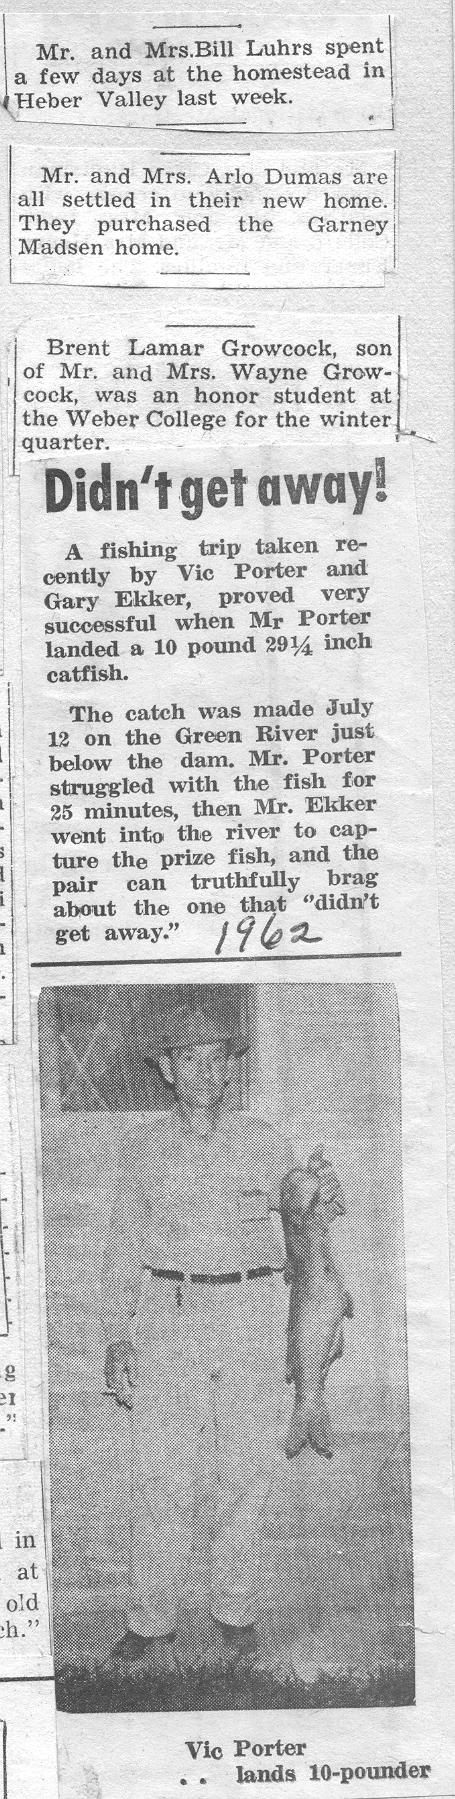 Mr. and Mrs.Bill Luhrs spent
a few days at the homestead in
Heber Valley last week.
Mr. and Mrs. Arlo Dumas are
all settled in their new home.
They purchased the Garney
Madsen home.
Brent Lamar Growcock, son
of Mr. and Mrs. Wayne Grow-
cock, was an honor student at
the Weber College for the winter
quarter.
Didn't get away!
A fishing trip taken re-
cently by Vic Porter and
Gary Ekker, proved very
successful when Mr Porter
landed a 10 pound 29¼ inch
catfish.
The catch was made July
12 on the Green River just
below the dam. Mr. Porter
struggled with the fish for
25 minutes, then Mr. Ekker
went into the river to cap-
ture the prize fish, and the
pair can truthfully brag
about the one that "didn't
get away."
1962
in
at
old
ch."
Vic Porter
. . lands 10-pounder